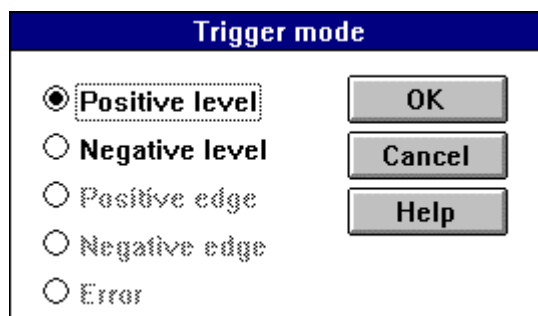 Trigger mode
Positive level
Negative level
Positive edge
Negative edge
Error
OK
Cancel
Help